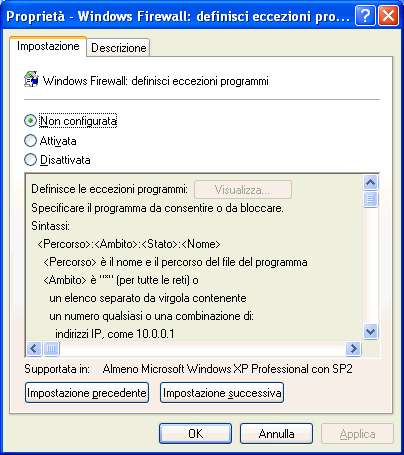 Proprietà - Windows Firewall: definisci eccezioni pro...
Impostazione Descrizione
Windows Firewall: definisci eccezioni programmi
Non configurata
Attivata
Disattivata
Definisce le eccezioni programmi: Visualizza...
Specificare il programma da consentire o da bloccare.
Sintassi:
<Percorso>:<Ambito>:<Stato>:<Nome>
<Percorso> è il nome e il percorso del file del programma
<Ambito> è "*" (per tutte le reti) o
un elenco separato da virgola contenente
un numero qualsiasi o una combinazione di:
indirizzi IP, come 10.0.0.1
Supportata in: Almeno Microsoft Windows XP Professional con SP2
Impostazione precedente Impostazione successiva
OK Annulla Applica